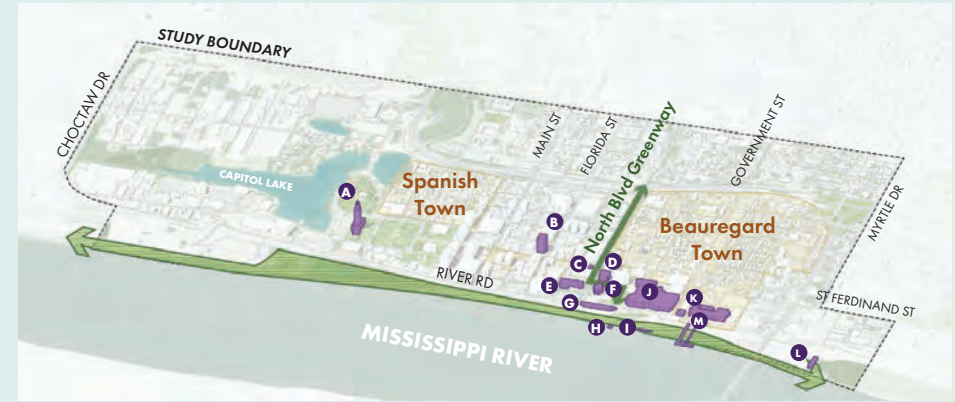 STUDY BOUNDARY
CHOCTAW DR
MAIN ST
FLORIDA ST
North Blvd Greenway
GOVERNMENT ST
MYRTLE DR
CAPITOL LAKE
A
Spanish
Town
B
Beauregard
Town
C
D
E
F
J
K
G
H
I
M
L
RIVER RD
ST FERDINAND ST
MISSISSIPPI RIVER